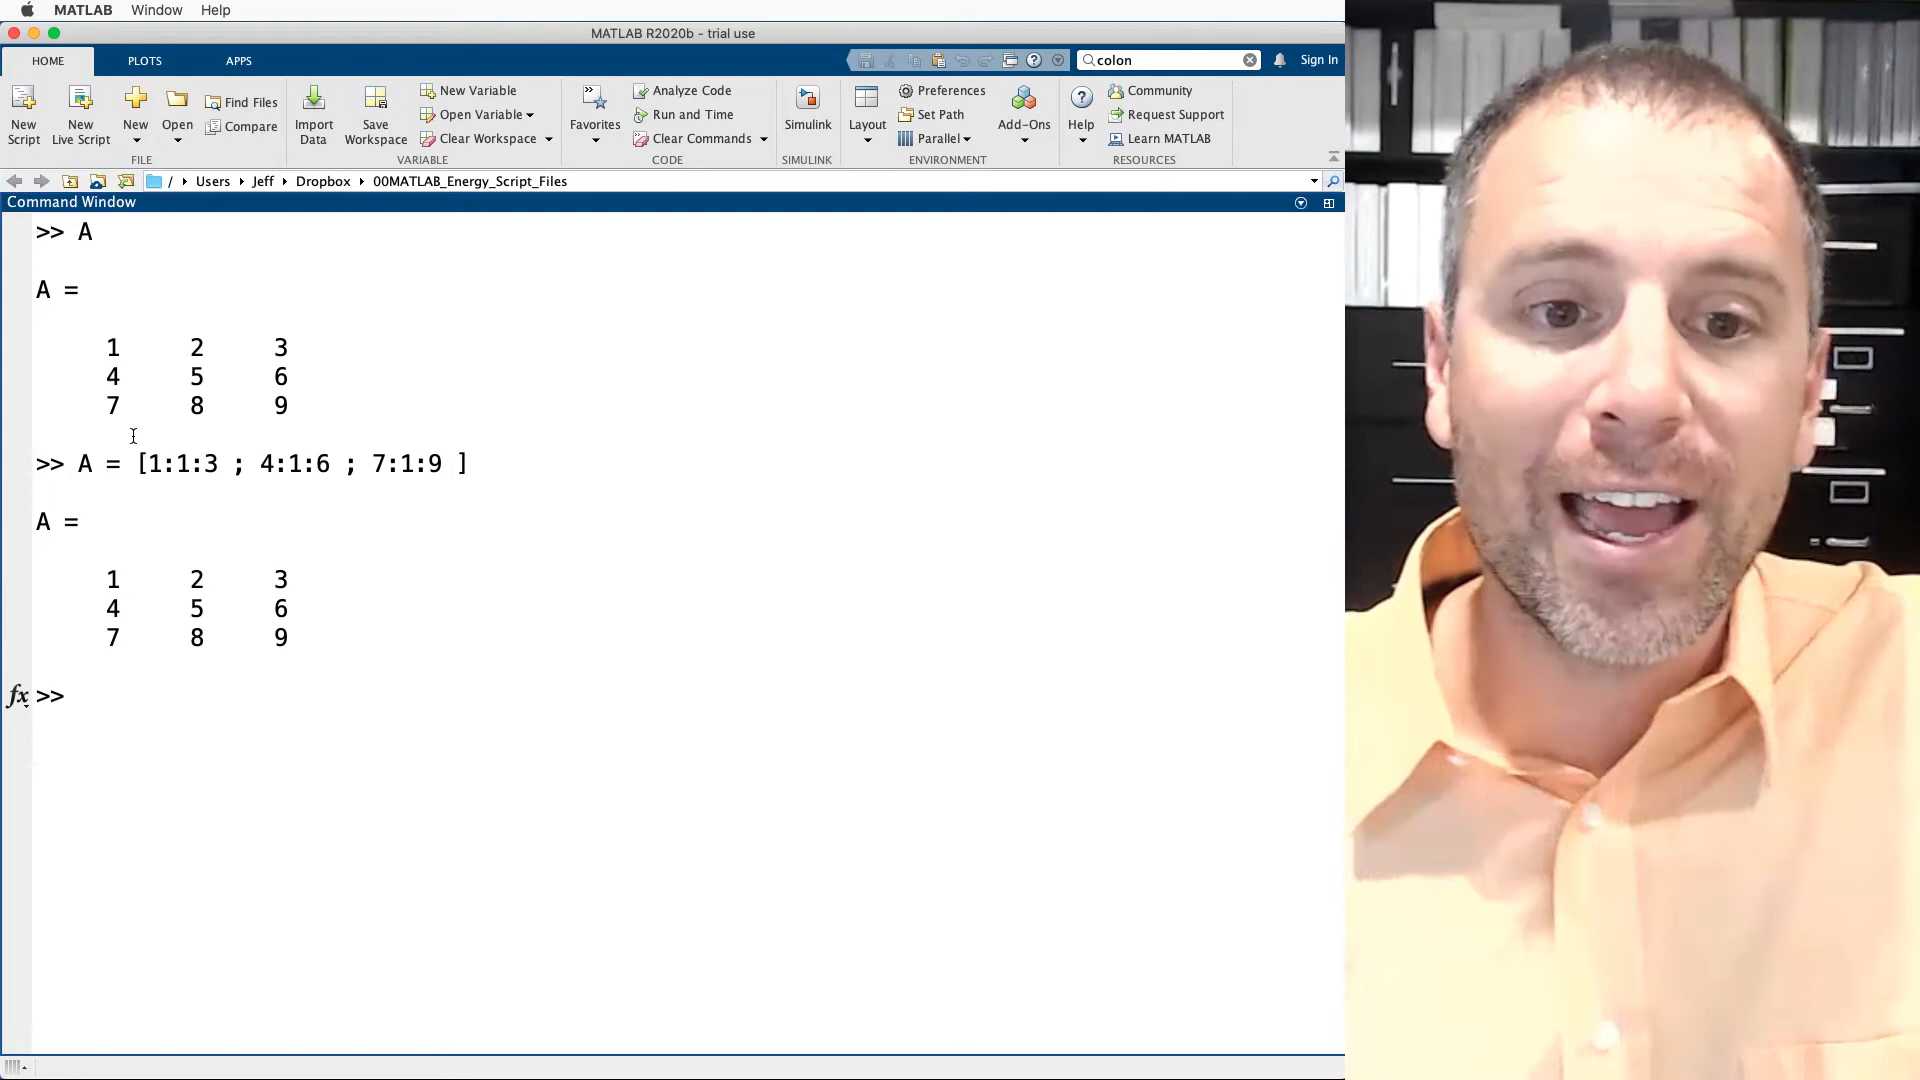 MATLAB Window Help
MATLAB R2020b - trial use
HOME PLOTS APPS
colon
Sign In
New Script
New Live Script
New
Open
Find Files
Compare
Import Data
Save Workspace
New Variable
Open Variable
Clear Workspace
Favorites
Analyze Code
Run and Time
Clear Commands
Simulink
Layout
Preferences
Set Path
Parallel
Add-Ons
Help
Community
Request Support
Learn MATLAB
FILE VARIABLE CODE SIMULINK ENVIRONMENT RESOURCES
/ Users Jeff Dropbox 00MATLAB_Energy_Script_Files
Command Window
>> A
A =
1 2 3
4 5 6
7 8 9
>> A = [1:1:3 ; 4:1:6 ; 7:1:9 ]
A =
1 2 3
4 5 6
7 8 9
fx >>